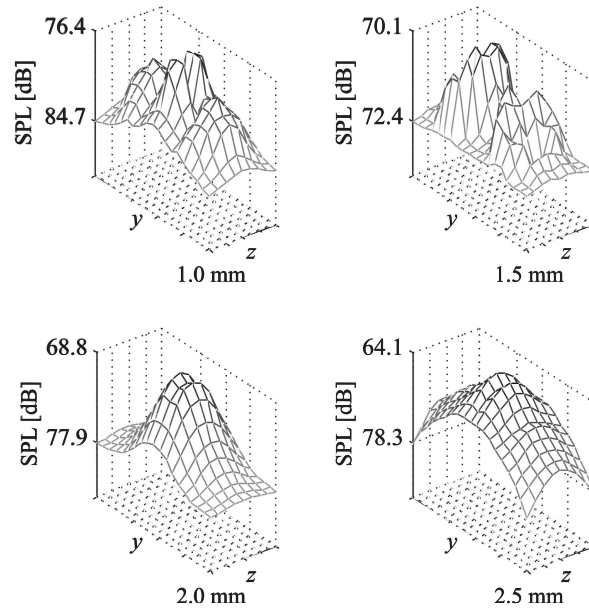 76.4
SPL [dB]
84.7
y
z
1.0 mm
70.1
SPL [dB]
72.4
y
z
1.5 mm
68.8
SPL [dB]
77.9
y
z
2.0 mm
64.1
SPL [dB]
78.3
y
z
2.5 mm